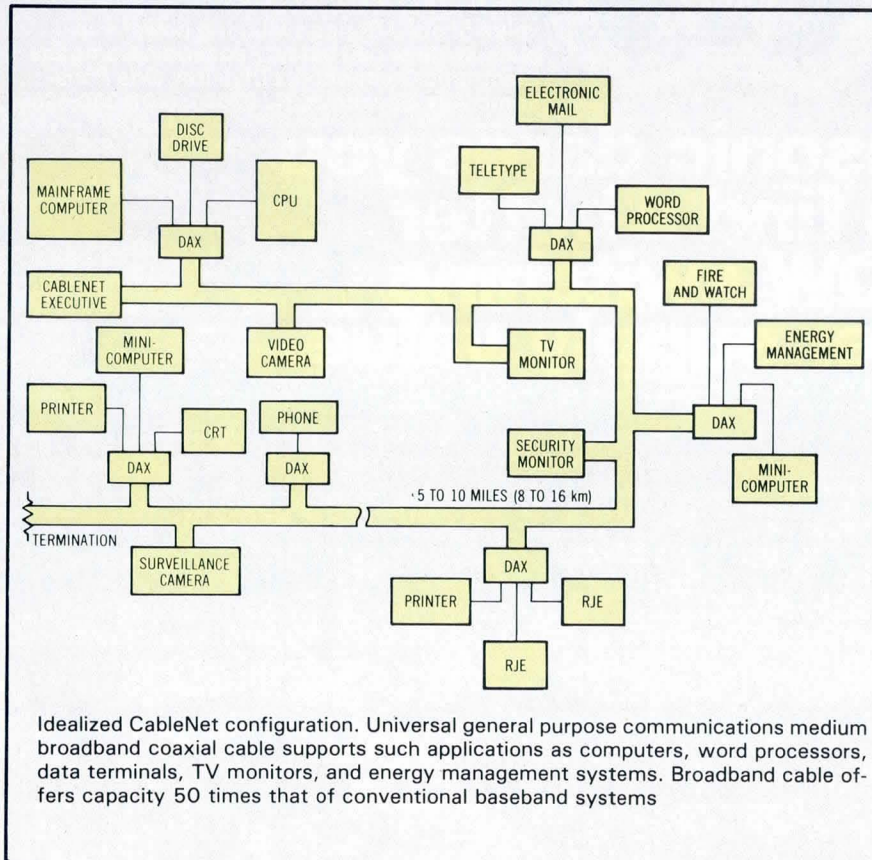 ELECTRONIC
MAIL
DISC
DRIVE
TELETYPE
MAINFRAME
COMPUTER
CPU
WORD
PROCESSOR
DAX
DAX
FIRE
AND WATCH
CABLENET
EXECUTIVE
MINI-
COMPUTER
VIDEO
CAMERA
TV
MONITOR
ENERGY
MANAGEMENT
PRINTER
CRT
PHONE
DAX
SECURITY
MONITOR
DAX
DAX
MINI-
COMPUTER
5 TO 10 MILES (8 TO 16 km)
TERMINATION
SURVEILLANCE
CAMERA
DAX
PRINTER
RJE
RJE
Idealized CableNet configuration. Universal general purpose communications medium
broadband coaxial cable supports such applications as computers, word processors,
data terminals, TV monitors, and energy management systems. Broadband cable of-
fers capacity 50 times that of conventional baseband systems